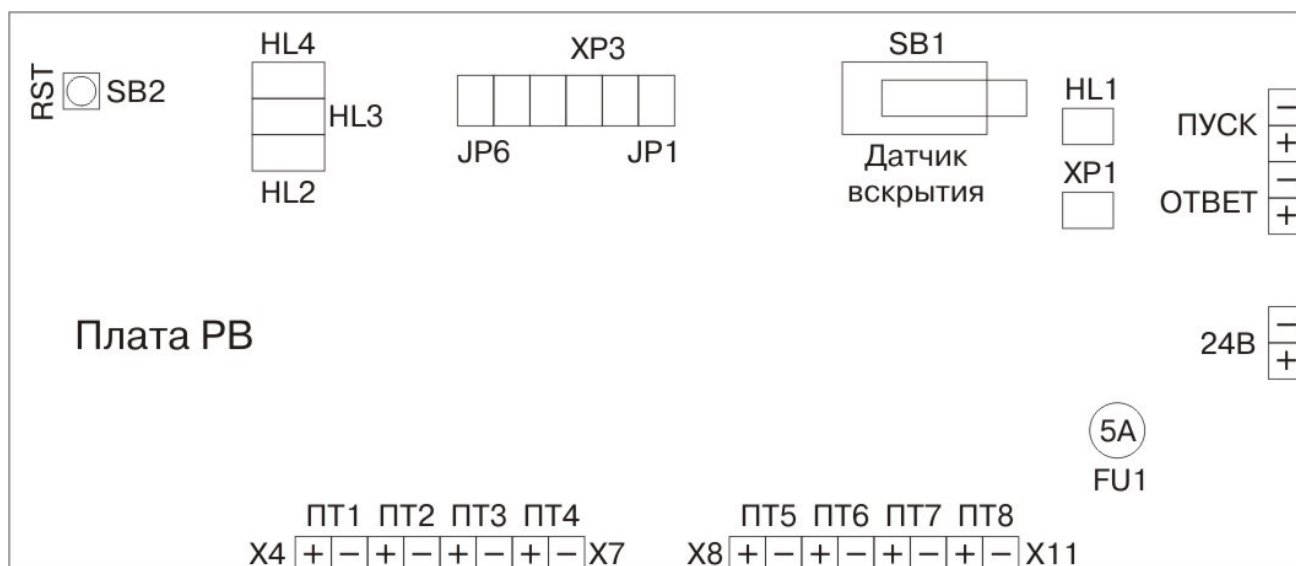 HL4
XP3
SB1
RST
SB2
HL3
HL1
ПУСК
−
+
JP6
JP1
Датчик
вскрытия
XP1
HL2
ОТВЕТ
−
+
Плата РВ
24В
−
+
5А
FU1
ПТ1 ПТ2 ПТ3 ПТ4
ПТ5 ПТ6 ПТ7 ПТ8
X4 + − + − + − + − X7
X8 + − + − + − + − X11